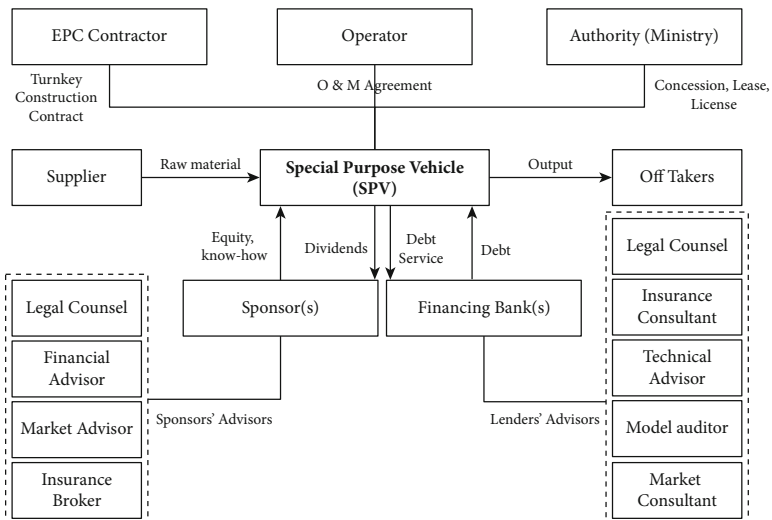 EPC Contractor
Operator
Authority (Ministry)
Turnkey
Construction
Contract
O & M Agreement
Concession, Lease,
License
Supplier
Raw material
Special Purpose Vehicle
(SPV)
Output
Off Takers
Equity,
know-how
Dividends
Debt
Service
Debt
Sponsor(s)
Financing Bank(s)
Legal Counsel
Financial
Advisor
Market Advisor
Insurance
Broker
Sponsors’ Advisors
Lenders’ Advisors
Legal Counsel
Insurance
Consultant
Technical
Advisor
Model auditor
Market
Consultant